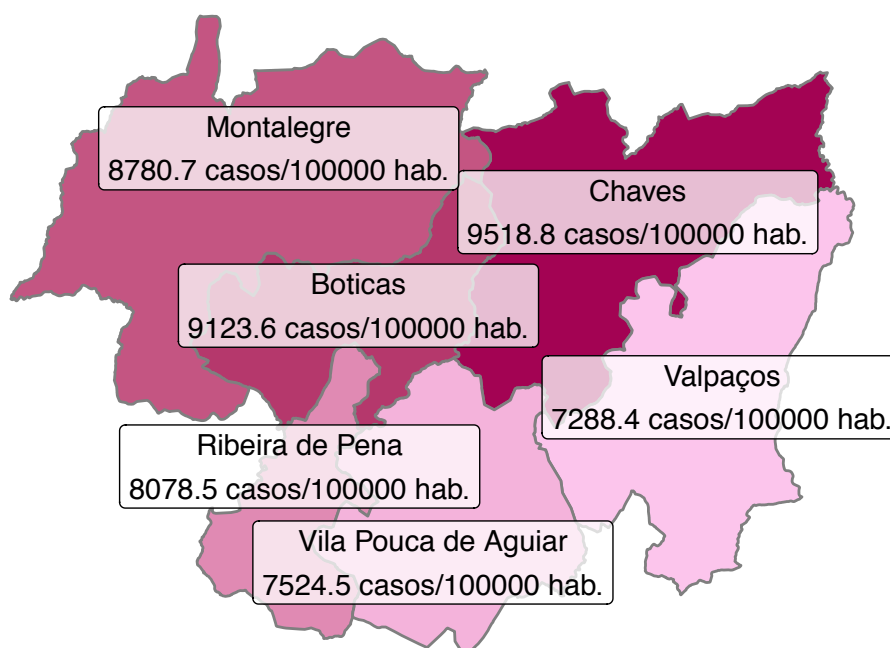 Montalegre
8780.7 casos/100000 hab.
Chaves
9518.8 casos/100000 hab.
Boticas
9123.6 casos/100000 hab.
Valpaços
7288.4 casos/100000 hab.
Ribeira de Pena
8078.5 casos/100000 hab.
Vila Pouca de Aguiar
7524.5 casos/100000 hab.